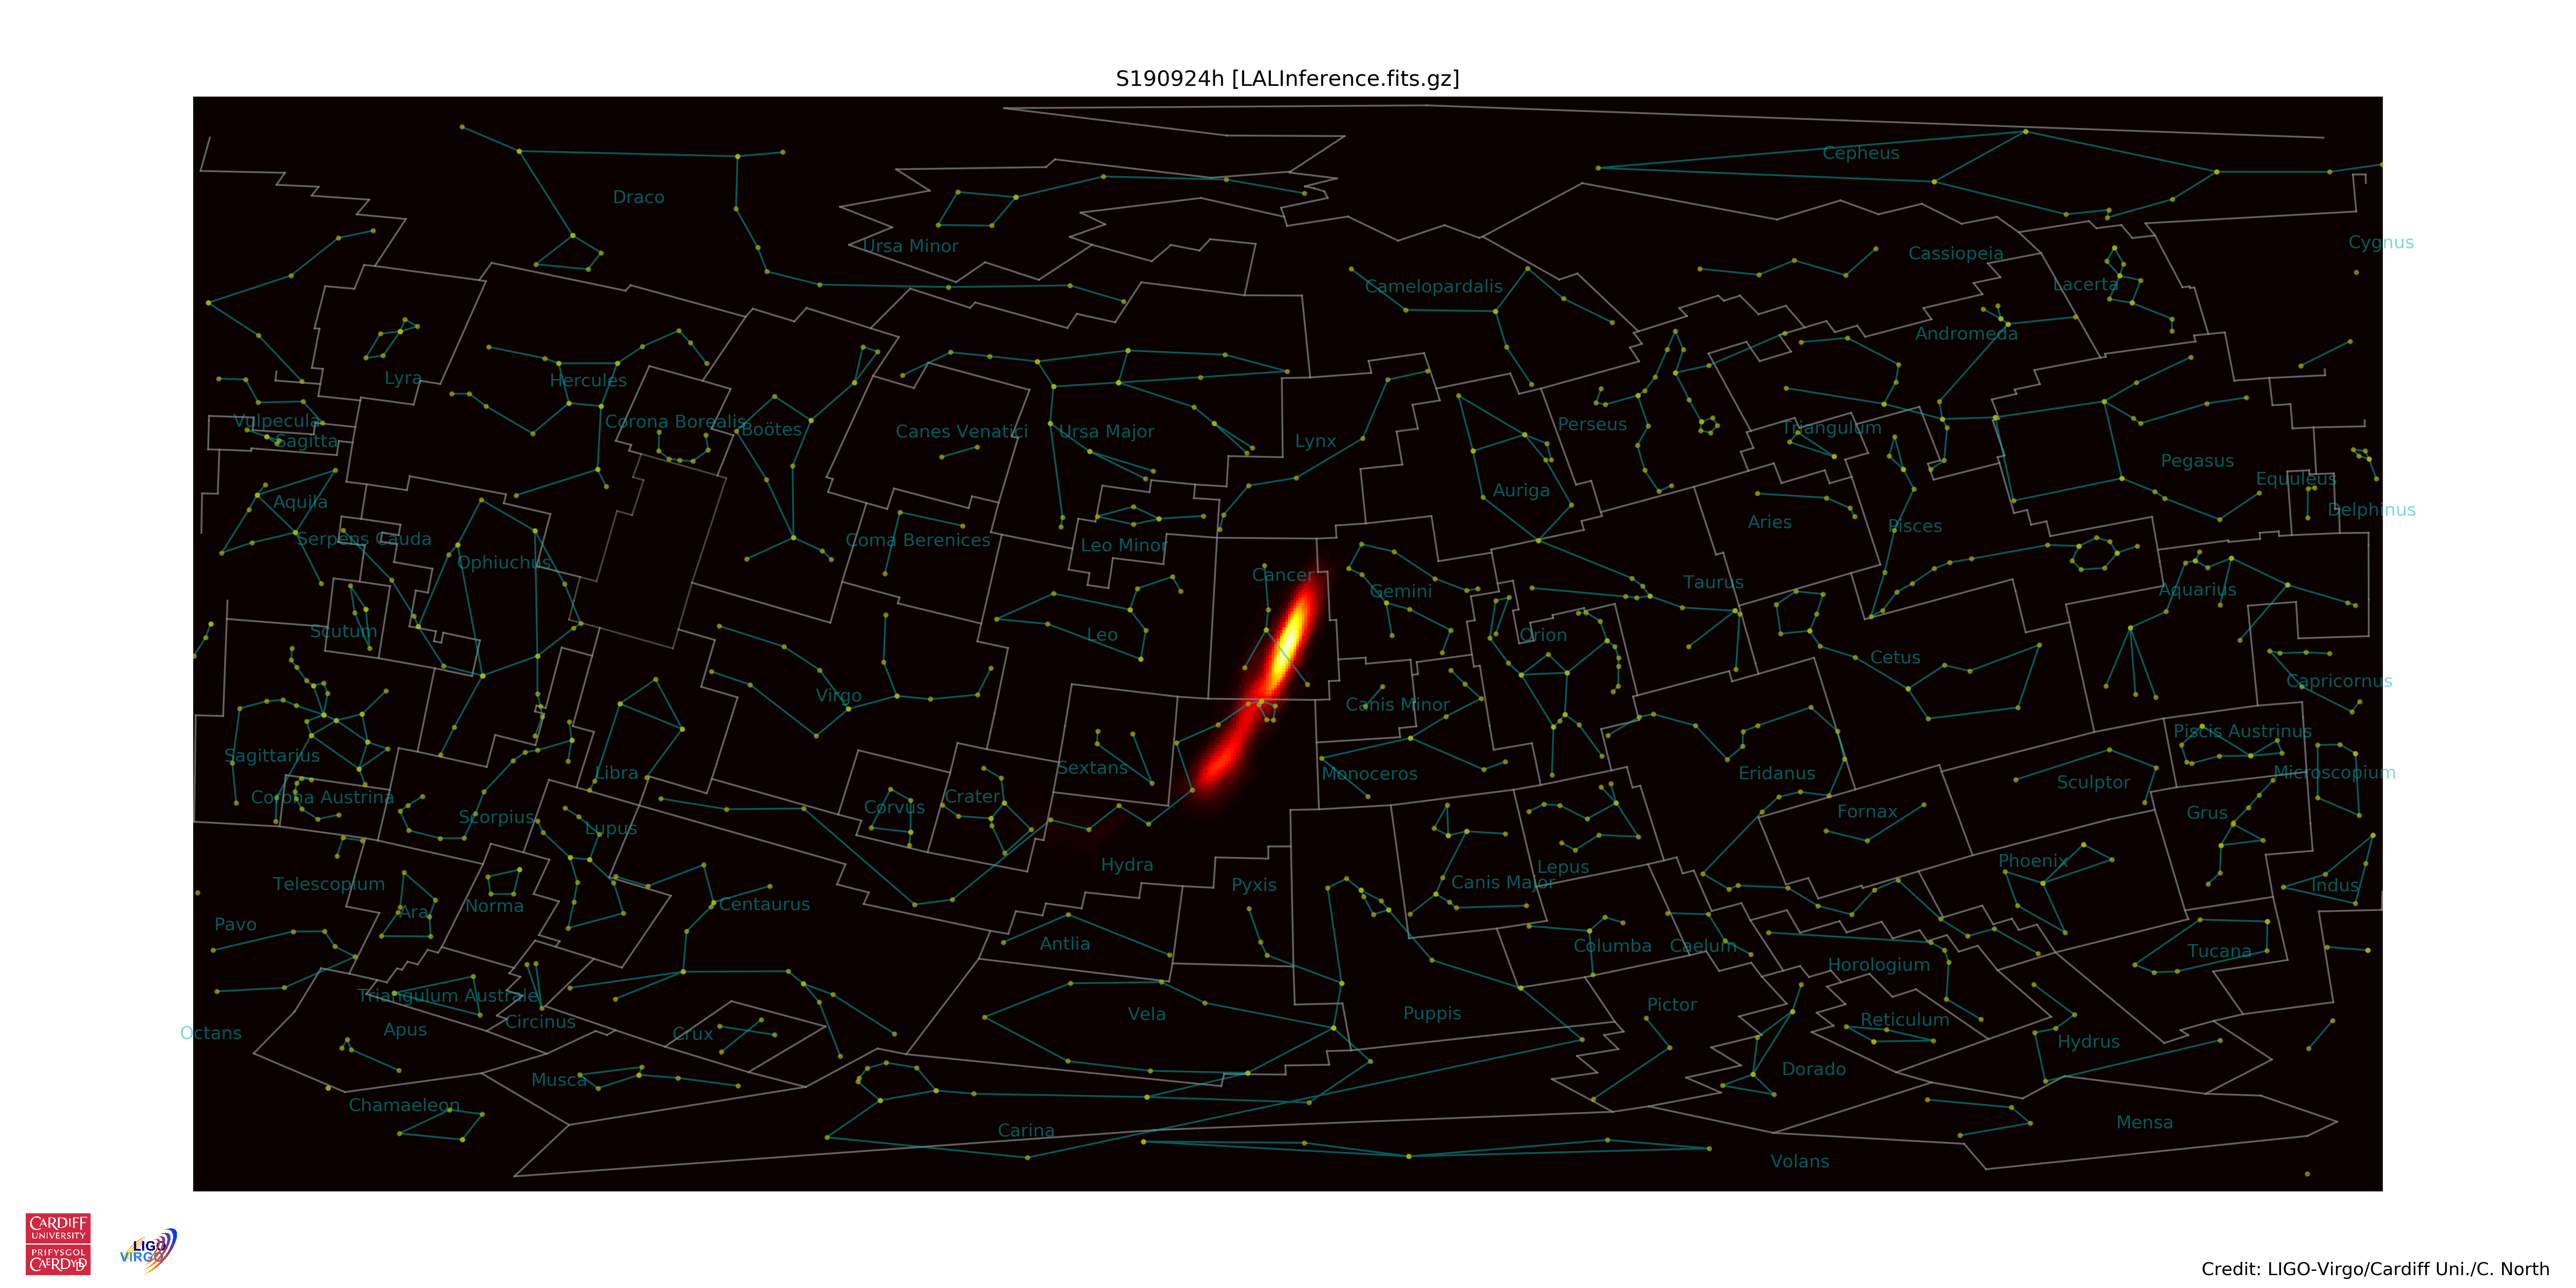 S190924h [LALInference.fits.gz]
Cepheus
Draco
Cygnus
Ursa Minor
Cassiopeia
Camelopardalis
Lacerta
Andromeda
Lyra
Hercules
Vulpecula
Corona Borealis
Boötes
Canes Venatici
Ursa Major
Lynx
Perseus
Triangulum
Sagitta
Pegasus
Equuleus
Auriga
Aquila
Delphinus
Aries
Pisces
Serpens Cauda
Coma Berenices
Leo Minor
Ophiuchus
Cancer
Gemini
Taurus
Aquarius
Scutum
Leo
Orion
Cetus
Virgo
Capricornus
Canis Minor
Sagittarius
Piscis Austrinus
Libra
Sextans
Monoceros
Eridanus
Microscopium
Sculptor
Corona Austrina
Crater
Corvus
Scorpius
Lupus
Fornax
Grus
Hydra
Lepus
Phoenix
Telescopium
Pyxis
Canis Major
Indus
Ara
Norma
Centaurus
Pavo
Antlia
Columba
Caelum
Tucana
Horologium
Triangulum Australe
Pictor
Vela
Puppis
Circinus
Reticulum
Octans
Apus
Crux
Hydrus
Dorado
Musca
Chamaeleon
Carina
Mensa
Volans
CARDIFF
UNIVERSITY
PRIFYSGOL
CAERDYDD
LIGO
VIRGO
Credit: LIGO-Virgo/Cardiff Uni./C. North